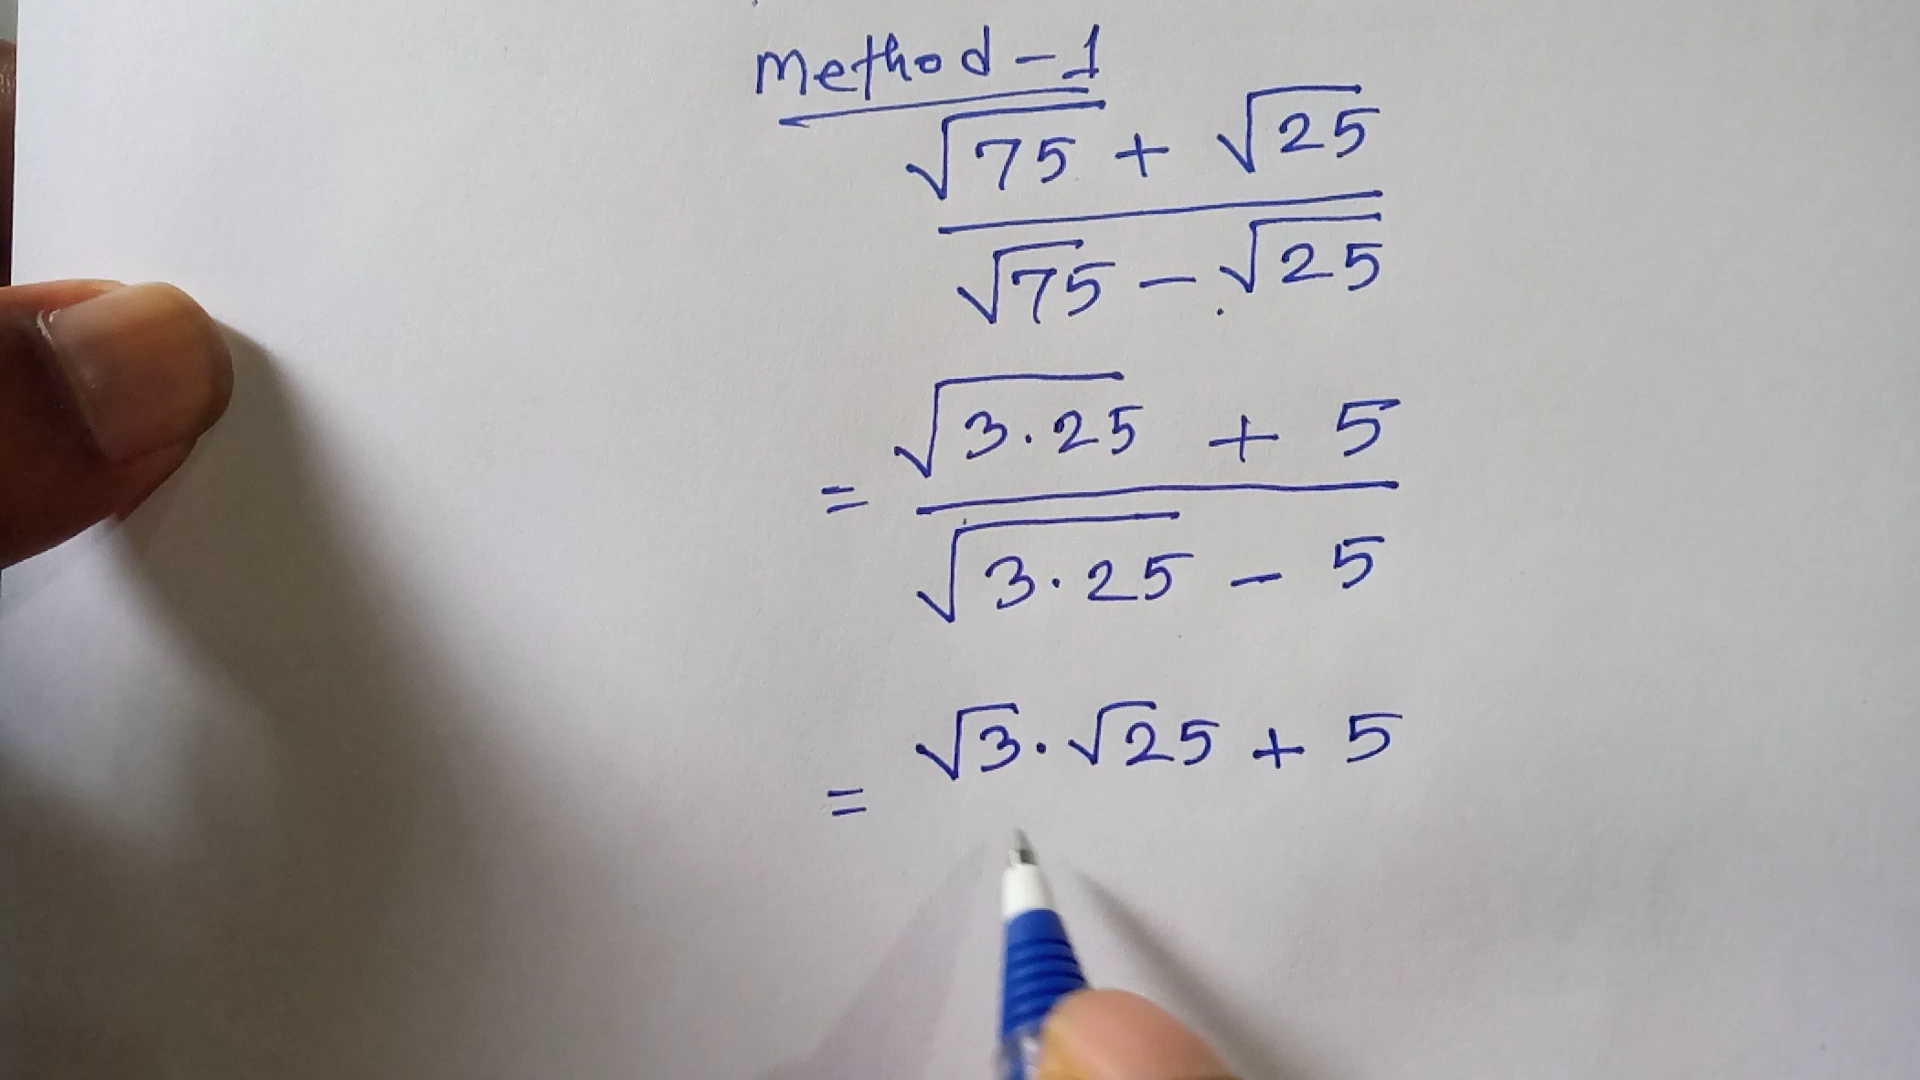 Method-1
√75 + √25
√75 - √25
= √3.25 + 5
√3.25 - 5
= √3.√25 + 5